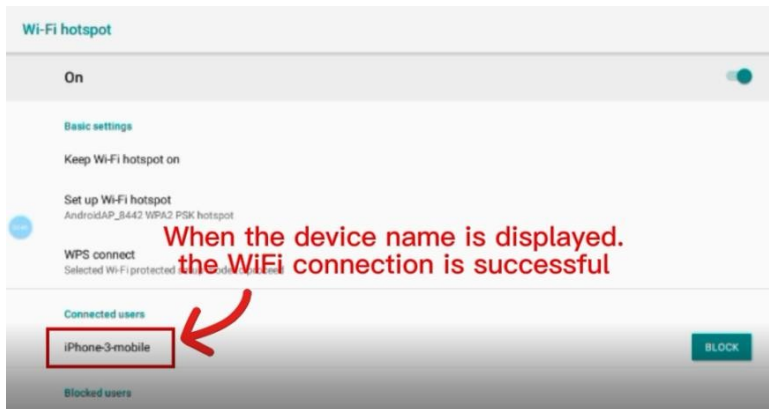 Wi-Fi hotspot
On
Basic settings
Keep Wi-Fi hotspot on
Set up Wi-Fi hotspot
AndroidAP_8442 WPA2 PSK hotspot
When the device name is displayed.
WPS connect
the WiFi connection is successful
Selected Wi-Fi protected
Connected users
iPhone-3-mobile
BLOCK
Blocked users